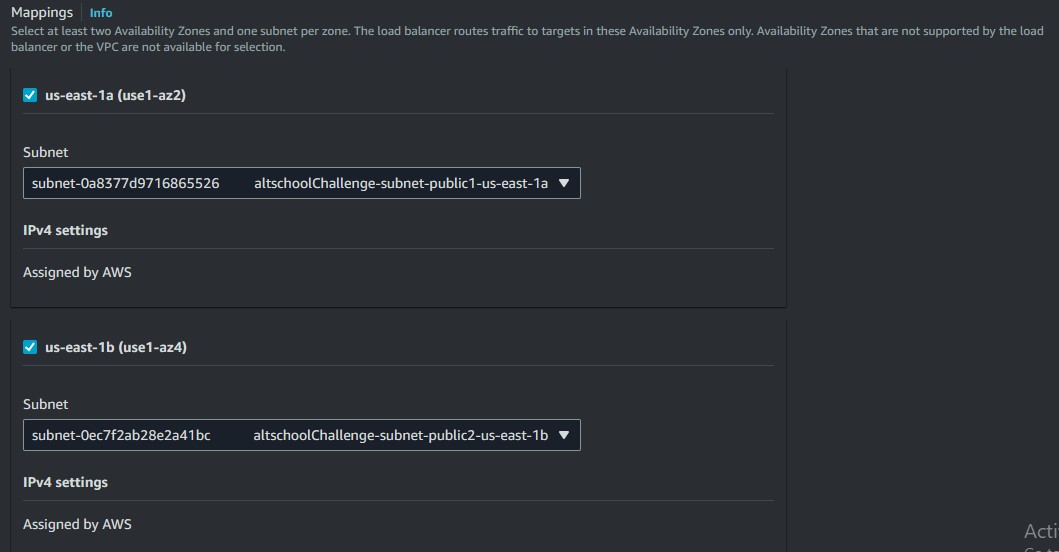 Mappings Info
Select at least two Availability Zones and one subnet per zone. The load balancer routes traffic to targets in these Availability Zones only. Availability Zones that are not supported by the load
balancer or the VPC are not available for selection.
us-east-1a (use1-az2)
Subnet
subnet-0a8377d9716865526 altschoolChallenge-subnet-public1-us-east-1a
IPv4 settings
Assigned by AWS
us-east-1b (use1-az4)
Subnet
subnet-0ec7f2ab28e2a41bc altschoolChallenge-subnet-public2-us-east-1b
IPv4 settings
Assigned by AWS
Acti